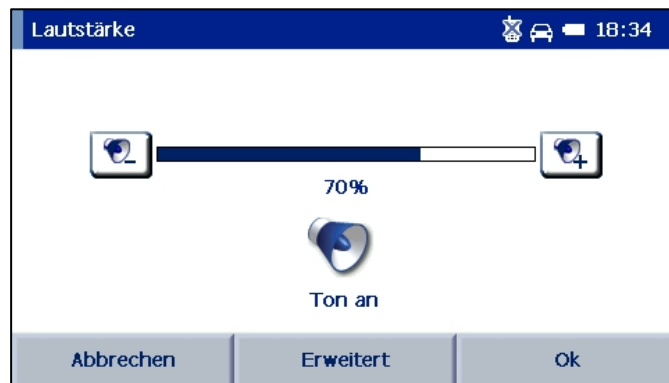 Lautstärke
18:34
70%
Ton an
Abbrechen
Erweitert
Ok